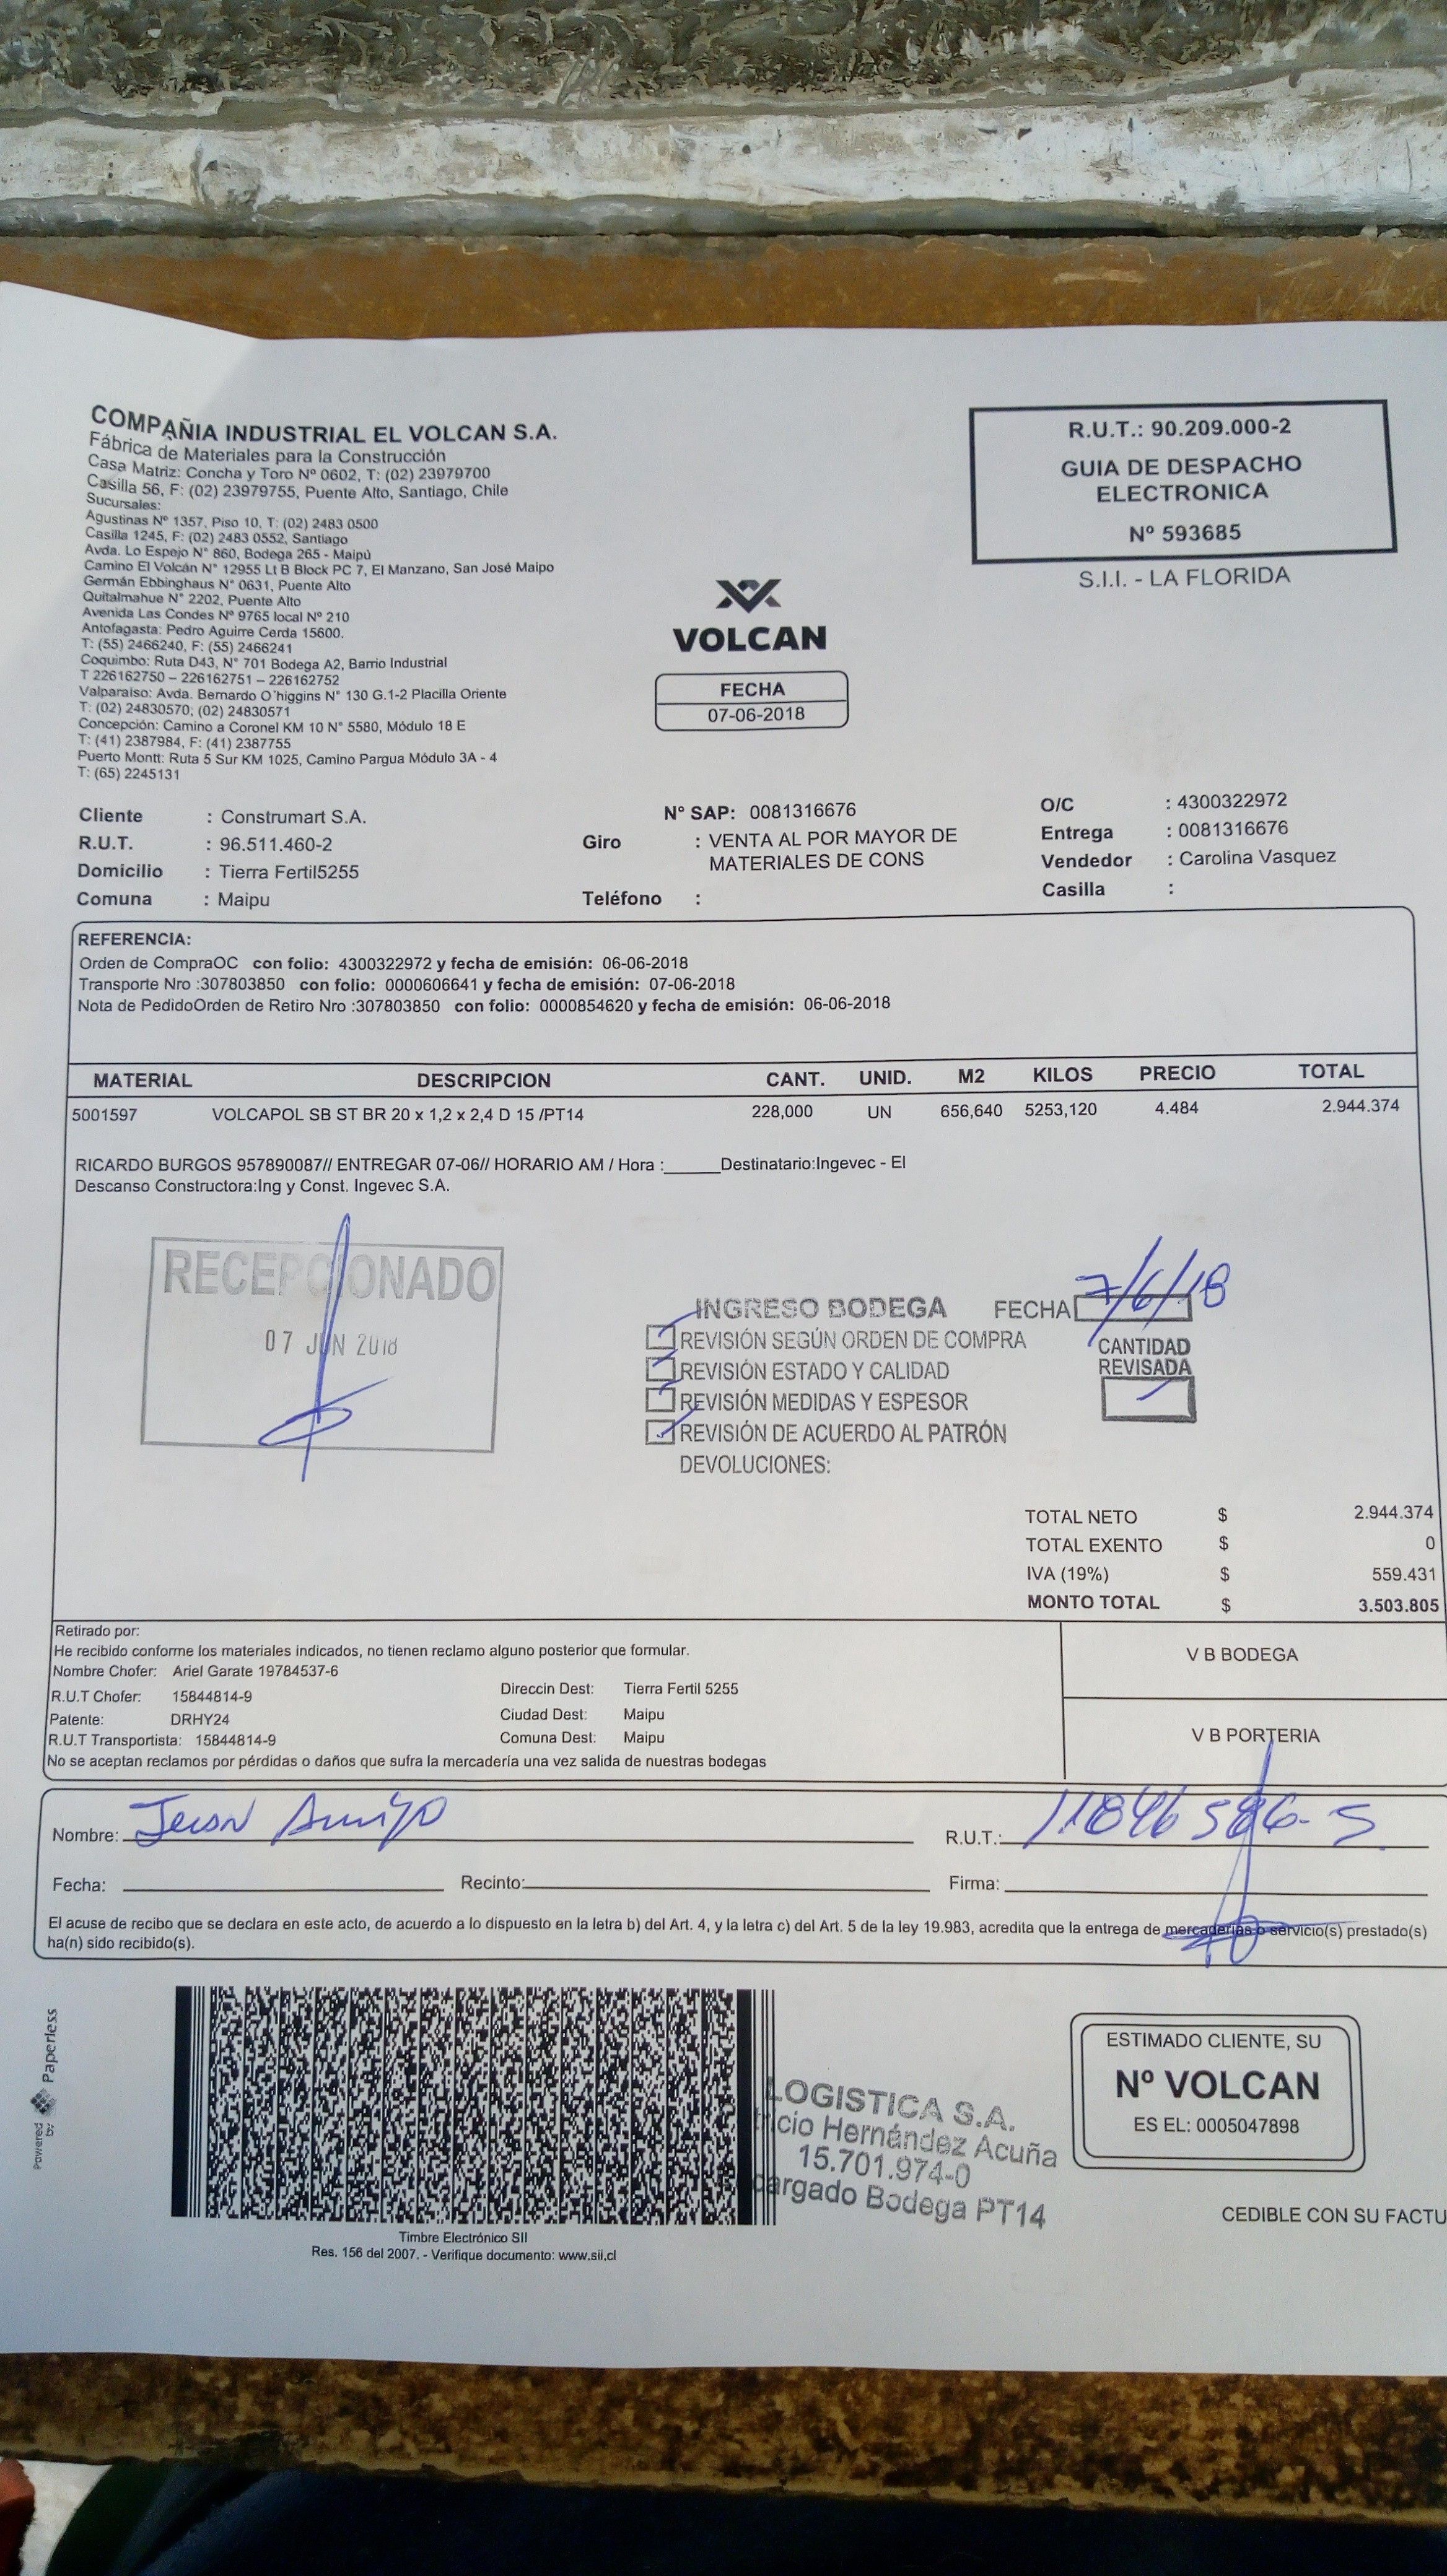 COMPAÑIA INDUSTRIAL EL VOLCAN S.A.
Fábrica de Materiales para la Construcción
Casa Matriz: Concha y Toro Nº 0602, T: (02) 23979700
Casilla 56, F: (02) 23979755, Puente Alto, Santiago, Chile
Sucursales:
Agustinas Nº 1357, Piso 10, T: (02) 2483 0500
Casilla 1245, F: (02) 2483 0552, Santiago
Avda. Lo Espejo N° 860, Bodega 265 - Maipú
Camino El Volcán N° 12955 Lt B Block PC 7, El Manzano, San José Maipo
Germán Ebbinghaus N° 0631, Puente Alto
Quitalmahue N° 2202, Puente Alto
Avenida Las Condes Nº 9765 local Nº 210
Antofagasta: Pedro Aguirre Cerda 15600.
T: (55) 2466240, F: (55) 2466241
Coquimbo: Ruta D43, N° 701 Bodega A2, Barrio Industrial
T 226162750 – 226162751 – 226162752
Valparaíso: Avda. Bernardo O´higgins N° 130 G.1-2 Placilla Oriente
T: (02) 24830570; (02) 24830571
Concepción: Camino a Coronel KM 10 N° 5580, Módulo 18 E
T: (41) 2387984, F: (41) 2387755
Puerto Montt: Ruta 5 Sur KM 1025, Camino Pargua Módulo 3A - 4
T: (65) 2245131
VOLCAN
FECHA
07-06-2018
R.U.T.: 90.209.000-2
GUIA DE DESPACHO
ELECTRONICA
Nº 593685
S.I.I. - LA FLORIDA
Cliente : Construmart S.A.
R.U.T. : 96.511.460-2
Domicilio : Tierra Fertil5255
Comuna : Maipu
N° SAP: 0081316676
Giro : VENTA AL POR MAYOR DE
MATERIALES DE CONS
Teléfono :
O/C : 4300322972
Entrega : 0081316676
Vendedor : Carolina Vasquez
Casilla :
REFERENCIA:
Orden de CompraOC con folio: 4300322972 y fecha de emisión: 06-06-2018
Transporte Nro :307803850 con folio: 0000606641 y fecha de emisión: 07-06-2018
Nota de PedidoOrden de Retiro Nro :307803850 con folio: 0000854620 y fecha de emisión: 06-06-2018
MATERIAL DESCRIPCION CANT. UNID. M2 KILOS PRECIO TOTAL
5001597 VOLCAPOL SB ST BR 20 x 1,2 x 2,4 D 15 /PT14 228,000 UN 656,640 5253,120 4.484 2.944.374
RICARDO BURGOS 957890087// ENTREGAR 07-06// HORARIO AM / Hora :______Destinatario:Ingevec - El
Descanso Constructora:Ing y Const. Ingevec S.A.
RECEPCIONADO
07 JUN 2018
INGRESO BODEGA FECHA 7/6/18
REVISIÓN SEGÚN ORDEN DE COMPRA
REVISIÓN ESTADO Y CALIDAD
REVISIÓN MEDIDAS Y ESPESOR
REVISIÓN DE ACUERDO AL PATRÓN
DEVOLUCIONES:
CANTIDAD
REVISADA
TOTAL NETO $ 2.944.374
TOTAL EXENTO $ 0
IVA (19%) $ 559.431
MONTO TOTAL $ 3.503.805
Retirado por:
He recibido conforme los materiales indicados, no tienen reclamo alguno posterior que formular.
Nombre Chofer: Ariel Garate 19784537-6
R.U.T Chofer: 15844814-9
Patente: DRHY24
R.U.T Transportista: 15844814-9
Direccin Dest: Tierra Fertil 5255
Ciudad Dest: Maipu
Comuna Dest: Maipu
No se aceptan reclamos por pérdidas o daños que sufra la mercadería una vez salida de nuestras bodegas
V B BODEGA
V B PORTERIA
Nombre: R.U.T.: 11846586-5
Fecha: Recinto: Firma:
El acuse de recibo que se declara en este acto, de acuerdo a lo dispuesto en la letra b) del Art. 4, y la letra c) del Art. 5 de la ley 19.983, acredita que la entrega de mercaderias o servicio(s) prestado(s)
ha(n) sido recibido(s).
Powered by Paperless
Timbre Electrónico SII
Res. 156 del 2007. - Verifique documento: www.sii.cl
LOGISTICA S.A.
Hernández Acuña
15.701.974-0
Bodega PT14
ESTIMADO CLIENTE, SU
Nº VOLCAN
ES EL: 0005047898
CEDIBLE CON SU FACTU